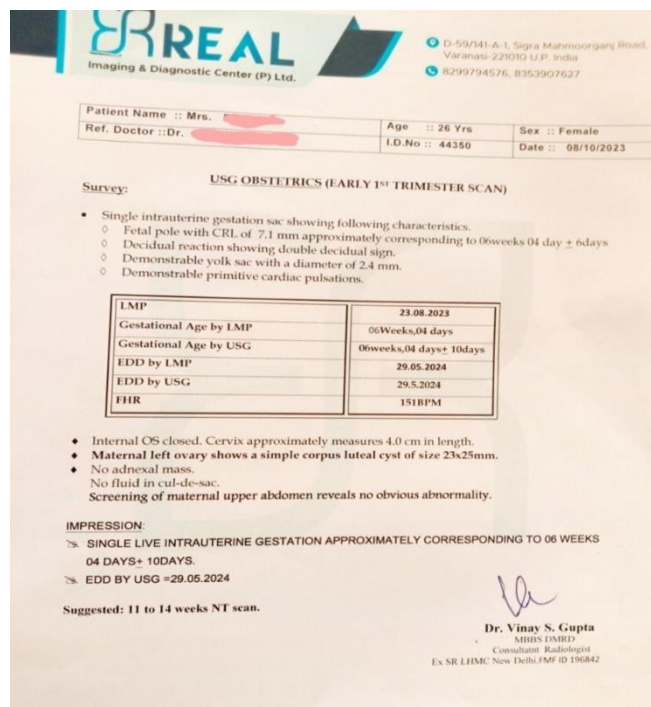 REAL
Imaging & Diagnostic Center (P) Ltd.
D-59/141-A-1, Sigra Mahmoorganj Road,
Varanasi-221010 U.P. India
8299794576, 8353907627
Patient Name :: Mrs.
Age :: 26 Yrs Sex :: Female
Ref. Doctor ::Dr.
I.D.No :: 44350 Date :: 08/10/2023
USG OBSTETRICS (EARLY 1ST TRIMESTER SCAN)
Survey:
Single intrauterine gestation sac showing following characteristics.
Fetal pole with CRL of 7.1 mm approximately corresponding to 06weeks 04 day ± 6days
Decidual reaction showing double decidual sign.
Demonstrable yolk sac with a diameter of 2.4 mm.
Demonstrable primitive cardiac pulsations.
LMP 23.08.2023
Gestational Age by LMP 06Weeks,04 days
Gestational Age by USG 06weeks,04 days± 10days
EDD by LMP 29.05.2024
EDD by USG 29.5.2024
FHR 151BPM
Internal OS closed. Cervix approximately measures 4.0 cm in length.
Maternal left ovary shows a simple corpus luteal cyst of size 23x25mm.
No adnexal mass.
No fluid in cul-de-sac.
Screening of maternal upper abdomen reveals no obvious abnormality.
IMPRESSION:
SINGLE LIVE INTRAUTERINE GESTATION APPROXIMATELY CORRESPONDING TO 06 WEEKS
04 DAYS± 10DAYS.
EDD BY USG =29.05.2024
Suggested: 11 to 14 weeks NT scan.
Dr. Vinay S. Gupta
MBBS DMRD
Consultatnt Radiologist
Ex SR LHMC New Delhi,FMF ID 196842